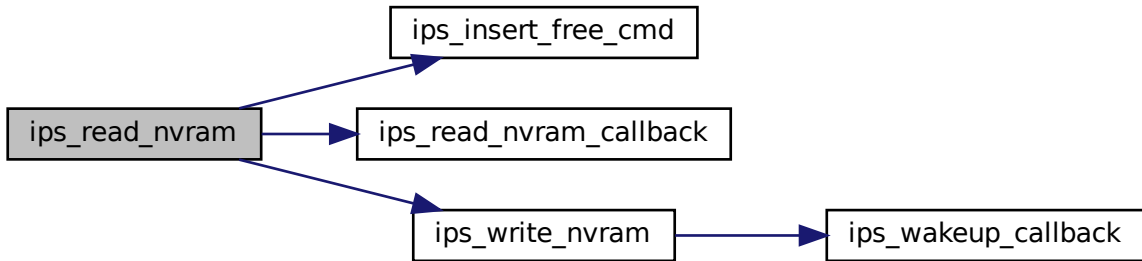 ips_insert_free_cmd
ips_read_nvram
ips_read_nvram_callback
ips_write_nvram
ips_wakeup_callback